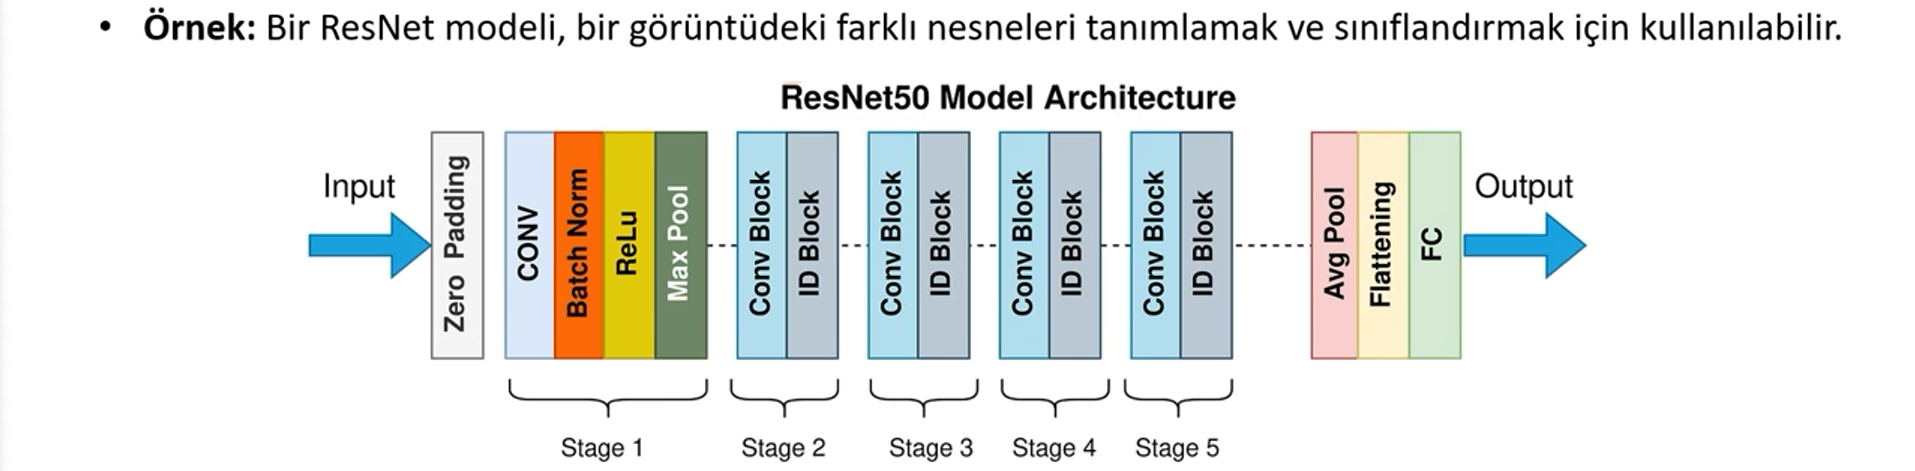 • Örnek: Bir ResNet modeli, bir görüntüdeki farklı nesneleri tanımlamak ve sınıflandırmak için kullanılabilir.
ResNet50 Model Architecture
Input
Zero Padding
CONV
Batch Norm
ReLu
Max Pool
Conv Block
ID Block
Conv Block
ID Block
Conv Block
ID Block
Conv Block
ID Block
Avg Pool
Flattening
FC
Output
Stage 1
Stage 2
Stage 3
Stage 4
Stage 5